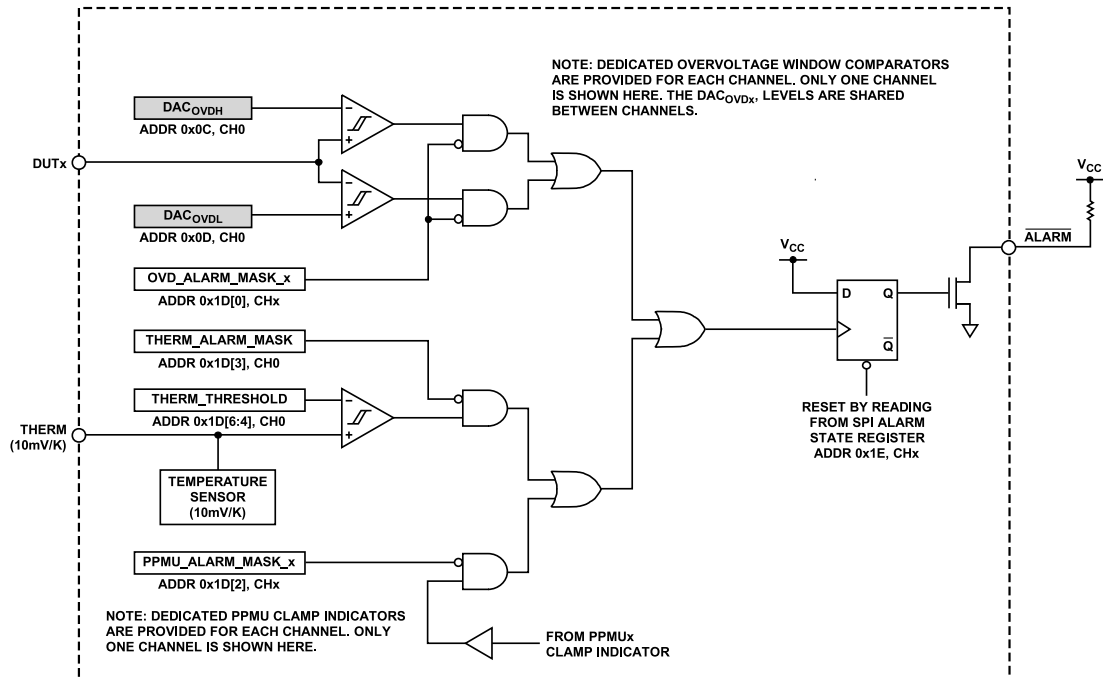 NOTE: DEDICATED OVERVOLTAGE WINDOW COMPARATORS
ARE PROVIDED FOR EACH CHANNEL. ONLY ONE CHANNEL
IS SHOWN HERE. THE DACOVDx, LEVELS ARE SHARED
BETWEEN CHANNELS.
DACOVDH
ADDR 0x0C, CH0
DUTx
DACOVDL
ADDR 0x0D, CH0
OVD_ALARM_MASK_x
ADDR 0x1D[0], CHx
THERM_ALARM_MASK
ADDR 0x1D[3], CH0
THERM_THRESHOLD
ADDR 0x1D[6:4], CH0
THERM
(10mV/K)
TEMPERATURE
SENSOR
(10mV/K)
PPMU_ALARM_MASK_x
ADDR 0x1D[2], CHx
NOTE: DEDICATED PPMU CLAMP INDICATORS
ARE PROVIDED FOR EACH CHANNEL. ONLY
ONE CHANNEL IS SHOWN HERE.
FROM PPMUx
CLAMP INDICATOR
VCC
D Q
Q̅
RESET BY READING
FROM SPI ALARM
STATE REGISTER
ADDR 0x1E, CHx
VCC
A̅L̅A̅R̅M̅